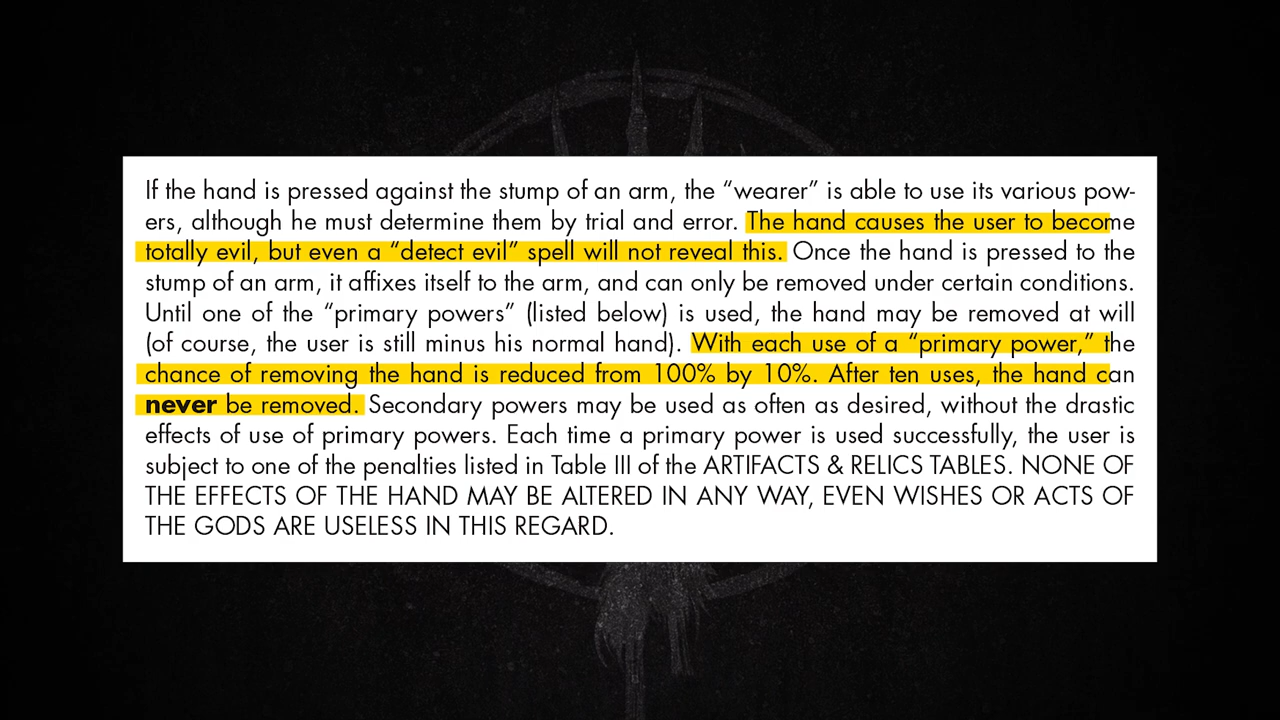 If the hand is pressed against the stump of an arm, the “wearer” is able to use its various pow-
ers, although he must determine them by trial and error. The hand causes the user to become
totally evil, but even a “detect evil” spell will not reveal this. Once the hand is pressed to the
stump of an arm, it affixes itself to the arm, and can only be removed under certain conditions.
Until one of the “primary powers” (listed below) is used, the hand may be removed at will
(of course, the user is still minus his normal hand). With each use of a “primary power,” the
chance of removing the hand is reduced from 100% by 10%. After ten uses, the hand can
never be removed. Secondary powers may be used as often as desired, without the drastic
effects of use of primary powers. Each time a primary power is used successfully, the user is
subject to one of the penalties listed in Table III of the ARTIFACTS & RELICS TABLES. NONE OF
THE EFFECTS OF THE HAND MAY BE ALTERED IN ANY WAY, EVEN WISHES OR ACTS OF
THE GODS ARE USELESS IN THIS REGARD.